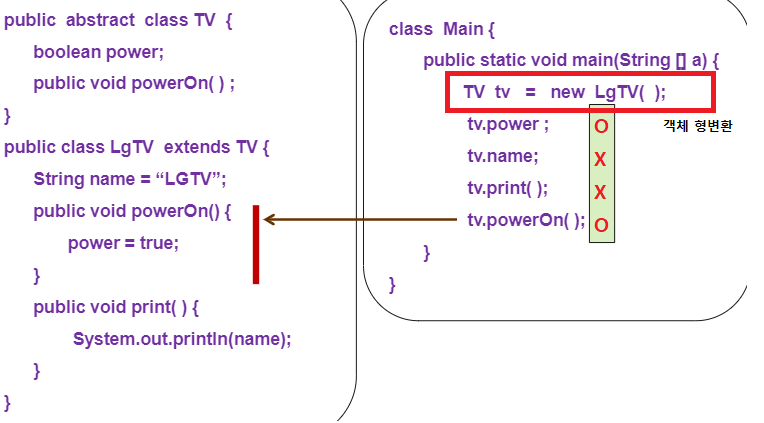 public abstract class TV {
boolean power;
public void powerOn( ) ;
}
public class LgTV extends TV {
String name = “LGTV”;
public void powerOn() {
power = true;
}
public void print( ) {
System.out.println(name);
}
}
class Main {
public static void main(String [] a) {
TV tv = new LgTV( );
객체 형변환
tv.power ; O
tv.name; X
tv.print( ); X
tv.powerOn( ); O
}
}